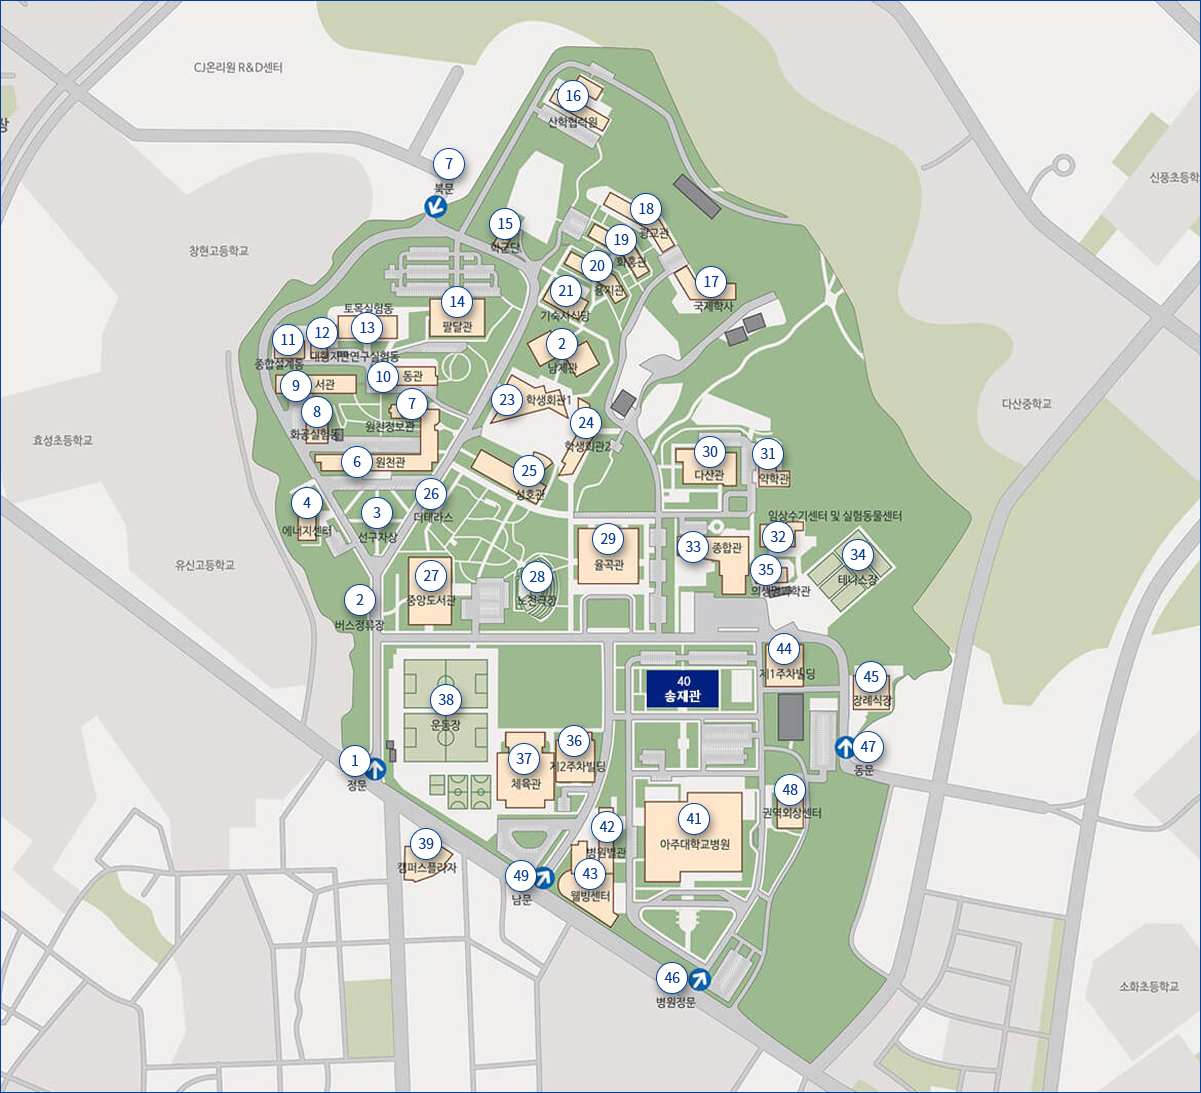 CJ온리원 R&D센터
16
산학협력원
7
북문
신풍초등학
18
광교관
15
학군단
19
화홍관
창현고등학교
20
용지관
17
국제학사
21
기숙사식당
14
팔달관
토목실험동
13
12
대형지반연구실험동
11
종합설계동
2
남제관
10
동관
9
서관
다산중학교
23
학생회관1
7
원천정보관
8
화공실험동
24
학생회관2
효성초등학교
30
다산관
31
약학관
6
원천관
25
성호관
26
더테라스
4
에너지센터
3
선구자상
임상수기센터 및 실험동물센터
32
29
율곡관
33
종합관
34
테니스장
유신고등학교
27
중앙도서관
28
노천극장
35
의생명과학관
2
버스정류장
44
제1주차빌딩
40
송재관
45
장례식장
38
운동장
36
제2주차빌딩
47
동문
37
체육관
1
정문
48
권역외상센터
41
아주대학교병원
42
병원별관
39
캠퍼스플라자
43
웰빙센터
49
남문
46
병원정문
소화초등학교